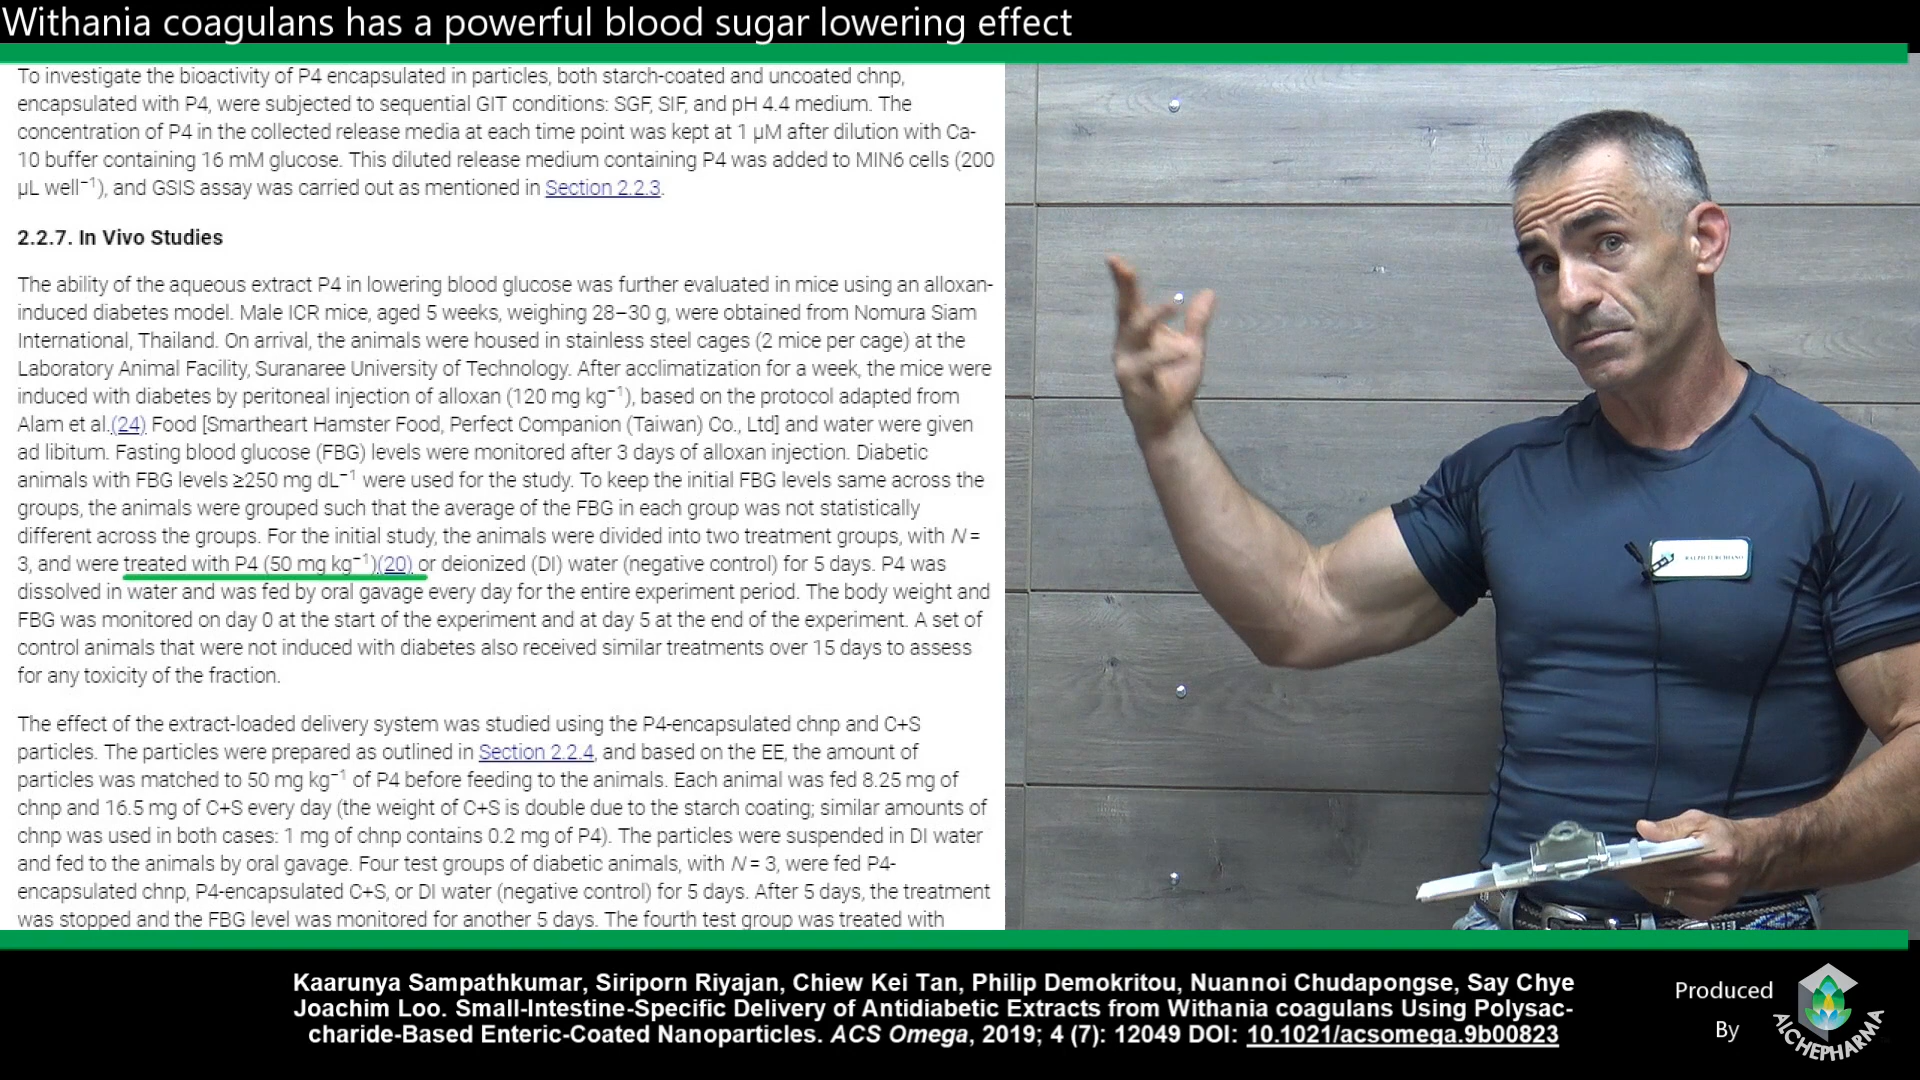 Withania coagulans has a powerful blood sugar lowering effect
To investigate the bioactivity of P4 encapsulated in particles, both starch-coated and uncoated chnp,
encapsulated with P4, were subjected to sequential GIT conditions: SGF, SIF, and pH 4.4 medium. The
concentration of P4 in the collected release media at each time point was kept at 1 μM after dilution with Ca-
10 buffer containing 16 mM glucose. This diluted release medium containing P4 was added to MIN6 cells (200
μL well⁻¹), and GSIS assay was carried out as mentioned in Section 2.2.3.
2.2.7. In Vivo Studies
The ability of the aqueous extract P4 in lowering blood glucose was further evaluated in mice using an alloxan-
induced diabetes model. Male ICR mice, aged 5 weeks, weighing 28–30 g, were obtained from Nomura Siam
International, Thailand. On arrival, the animals were housed in stainless steel cages (2 mice per cage) at the
Laboratory Animal Facility, Suranaree University of Technology. After acclimatization for a week, the mice were
induced with diabetes by peritoneal injection of alloxan (120 mg kg⁻¹), based on the protocol adapted from
Alam et al.(24) Food [Smartheart Hamster Food, Perfect Companion (Taiwan) Co., Ltd] and water were given
ad libitum. Fasting blood glucose (FBG) levels were monitored after 3 days of alloxan injection. Diabetic
animals with FBG levels ≥250 mg dL⁻¹ were used for the study. To keep the initial FBG levels same across the
groups, the animals were grouped such that the average of the FBG in each group was not statistically
different across the groups. For the initial study, the animals were divided into two treatment groups, with N =
3, and were treated with P4 (50 mg kg⁻¹)(20) or deionized (DI) water (negative control) for 5 days. P4 was
dissolved in water and was fed by oral gavage every day for the entire experiment period. The body weight and
FBG was monitored on day 0 at the start of the experiment and at day 5 at the end of the experiment. A set of
control animals that were not induced with diabetes also received similar treatments over 15 days to assess
for any toxicity of the fraction.
The effect of the extract-loaded delivery system was studied using the P4-encapsulated chnp and C+S
particles. The particles were prepared as outlined in Section 2.2.4, and based on the EE, the amount of
particles was matched to 50 mg kg⁻¹ of P4 before feeding to the animals. Each animal was fed 8.25 mg of
chnp and 16.5 mg of C+S every day (the weight of C+S is double due to the starch coating; similar amounts of
chnp was used in both cases: 1 mg of chnp contains 0.2 mg of P4). The particles were suspended in DI water
and fed to the animals by oral gavage. Four test groups of diabetic animals, with N = 3, were fed P4-
encapsulated chnp, P4-encapsulated C+S, or DI water (negative control) for 5 days. After 5 days, the treatment
was stopped and the FBG level was monitored for another 5 days. The fourth test group was treated with
Kaarunya Sampathkumar, Siriporn Riyajan, Chiew Kei Tan, Philip Demokritou, Nuannoi Chudapongse, Say Chye
Joachim Loo. Small-Intestine-Specific Delivery of Antidiabetic Extracts from Withania coagulans Using Polysac-
charide-Based Enteric-Coated Nanoparticles. ACS Omega, 2019; 4 (7): 12049 DOI: 10.1021/acsomega.9b00823
Produced
By
ALCHEPHARMA